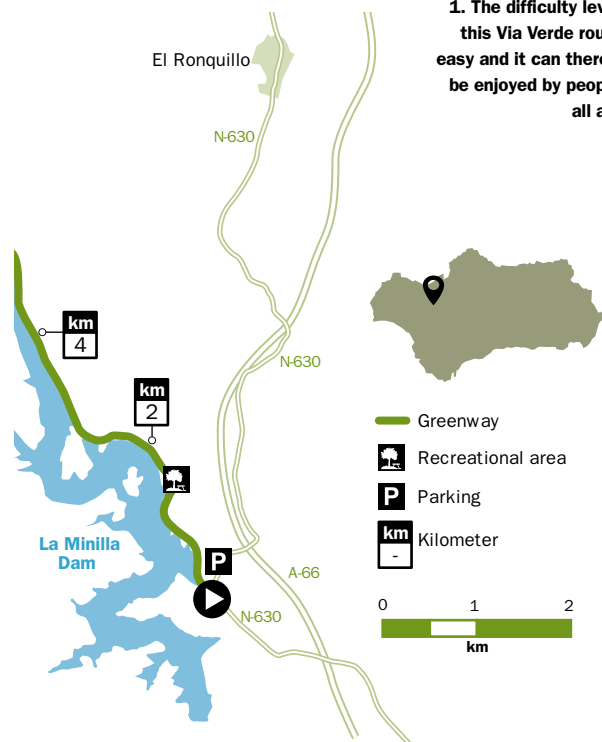 1. The difficulty lev
this Via Verde rou
easy and it can there
be enjoyed by peop
all a
El Ronquillo
N-630
km
4
N-630
km
2
Greenway
Recreational area
P
Parking
km
-
Kilometer
La Minilla
Dam
P
A-66
N-630
0 1 2
km